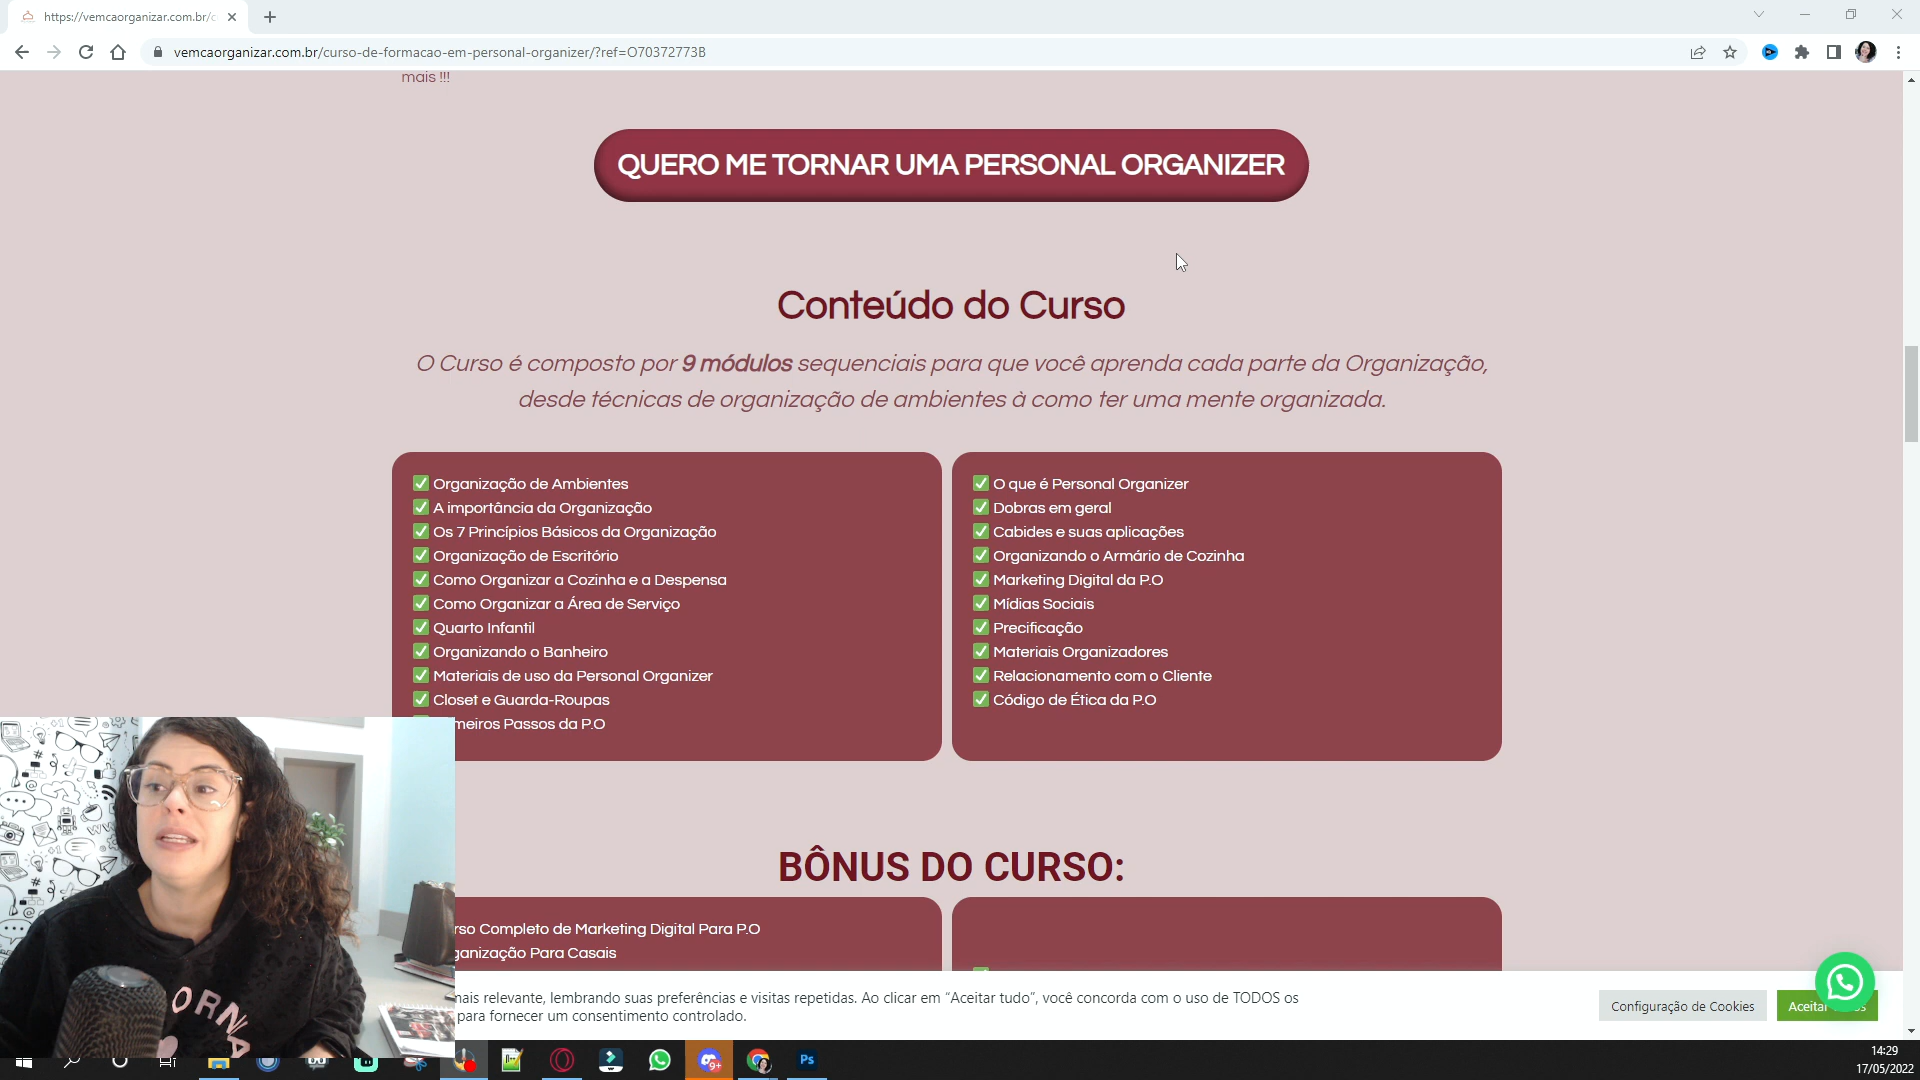 https://vemcaorganizar.com.br/c
vemcaorganizar.com.br/curso-de-formacao-em-personal-organizer/?ref=O70372773B
mais !!!
QUERO ME TORNAR UMA PERSONAL ORGANIZER
Conteúdo do Curso
O Curso é composto por 9 módulos sequenciais para que você aprenda cada parte da Organização,
desde técnicas de organização de ambientes à como ter uma mente organizada.
Organização de Ambientes
A importância da Organização
Os 7 Princípios Básicos da Organização
Organização de Escritório
Como Organizar a Cozinha e a Despensa
Como Organizar a Área de Serviço
Quarto Infantil
Organizando o Banheiro
Materiais de uso da Personal Organizer
Closet e Guarda-Roupas
meiros Passos da P.O
O que é Personal Organizer
Dobras em geral
Cabides e suas aplicações
Organizando o Armário de Cozinha
Marketing Digital da P.O
Mídias Sociais
Precificação
Materiais Organizadores
Relacionamento com o Cliente
Código de Ética da P.O
BÔNUS DO CURSO:
rso Completo de Marketing Digital Para P.O
ganização Para Casais
mais relevante, lembrando suas preferências e visitas repetidas. Ao clicar em “Aceitar tudo”, você concorda com o uso de TODOS os
para fornecer um consentimento controlado.
Configuração de Cookies
Aceitar
ORNA
9+
Ps
14:29
17/05/2022